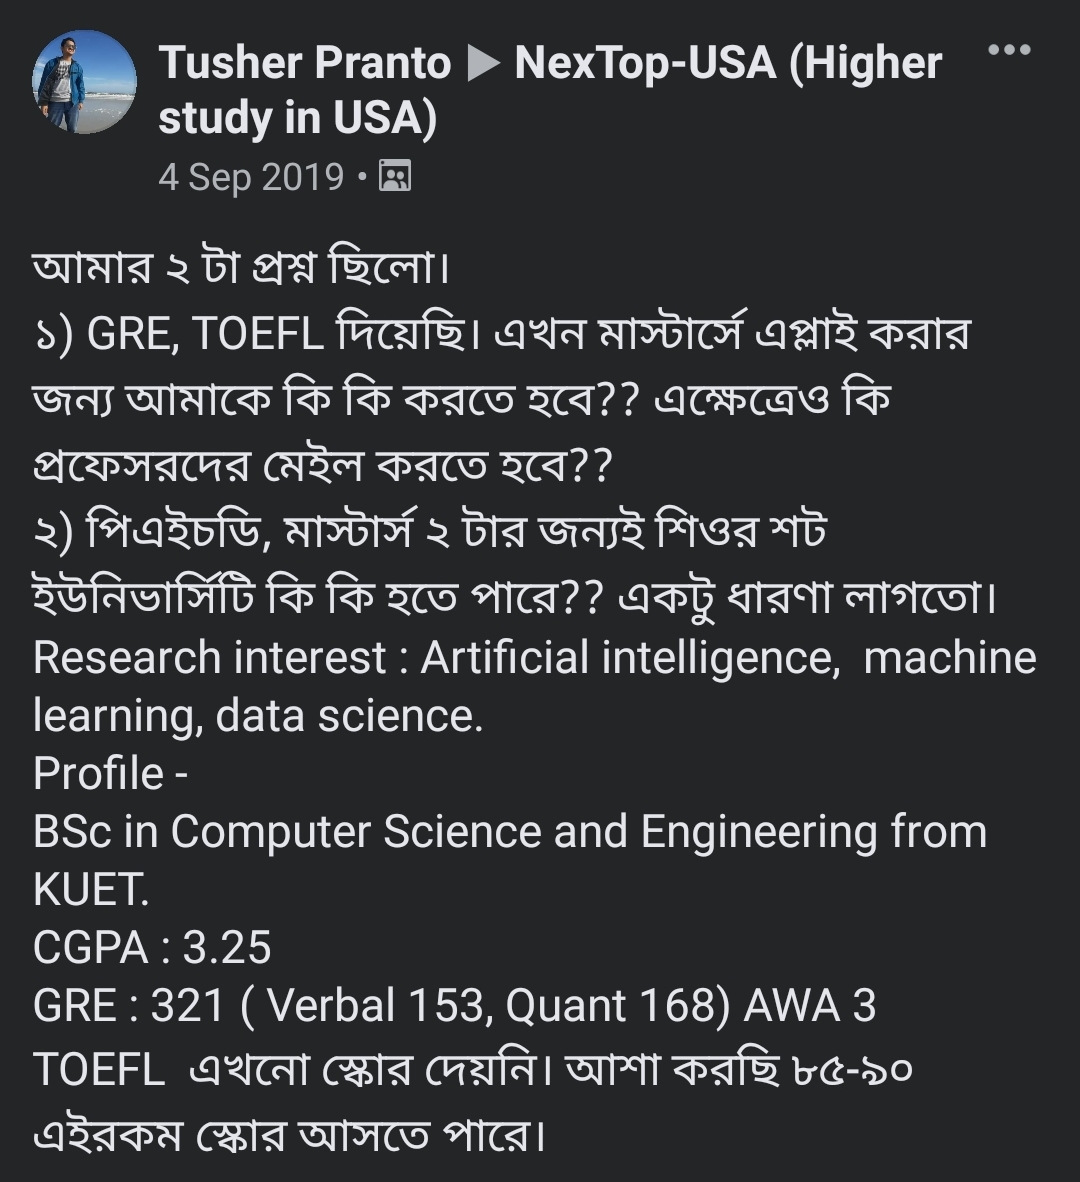 Tusher Pranto ▶ NexTop-USA (Higher
study in USA)
4 Sep 2019 •
আমার ২ টা প্রশ্ন ছিলো।
১) GRE, TOEFL দিয়েছি। এখন মাস্টার্সে এপ্লাই করার
জন্য আমাকে কি কি করতে হবে?? এক্ষেত্রেও কি
প্রফেসরদের মেইল করতে হবে??
২) পিএইচডি, মাস্টার্স ২ টার জন্যই শিওর শট
ইউনিভার্সিটি কি কি হতে পারে?? একটু ধারণা লাগতো।
Research interest : Artificial intelligence,  machine
learning, data science.
Profile -
BSc in Computer Science and Engineering from
KUET.
CGPA : 3.25
GRE : 321 ( Verbal 153, Quant 168) AWA 3
TOEFL  এখনো স্কোর দেয়নি। আশা করছি ৮৫-৯০
এইরকম স্কোর আসতে পারে।